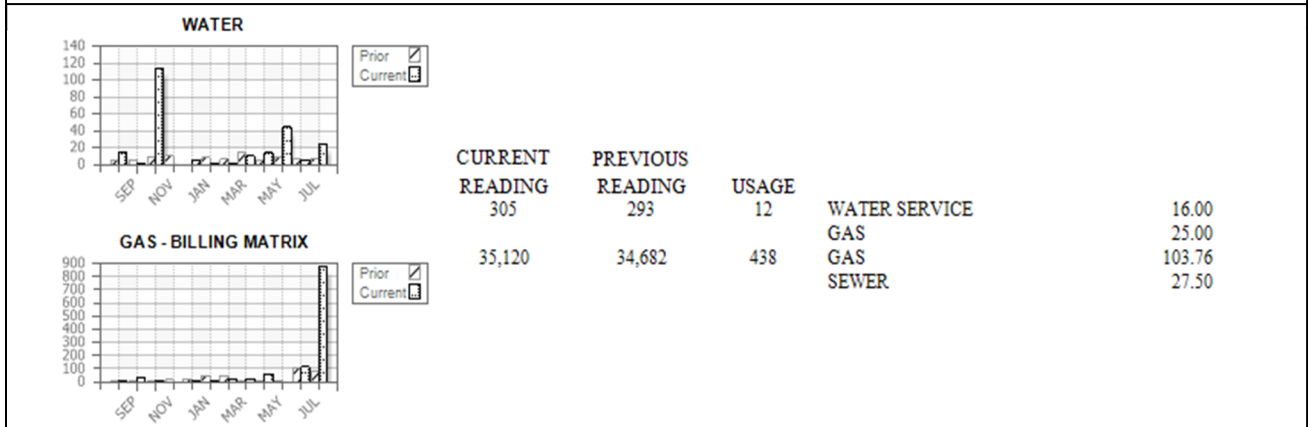 WATER
140
120
100
80
60
40
20
0
SEP NOV JAN MAR MAY JUL
Prior
Current
GAS - BILLING MATRIX
900
800
700
600
500
400
300
200
100
0
SEP NOV JAN MAR MAY JUL
Prior
Current
CURRENT PREVIOUS
READING READING USAGE
305 293 12 WATER SERVICE 16.00
GAS 25.00
35,120 34,682 438 GAS 103.76
SEWER 27.50